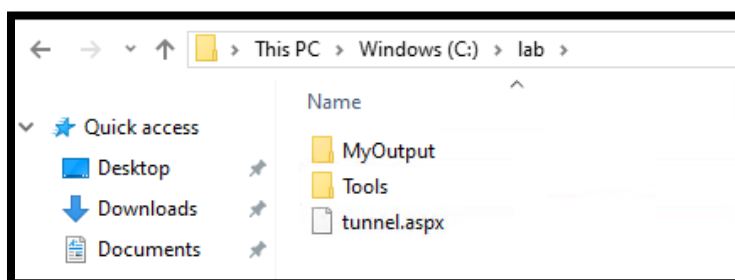 This PC > Windows (C:) > lab >
Name
Quick access
Desktop
Downloads
Documents
MyOutput
Tools
tunnel.aspx